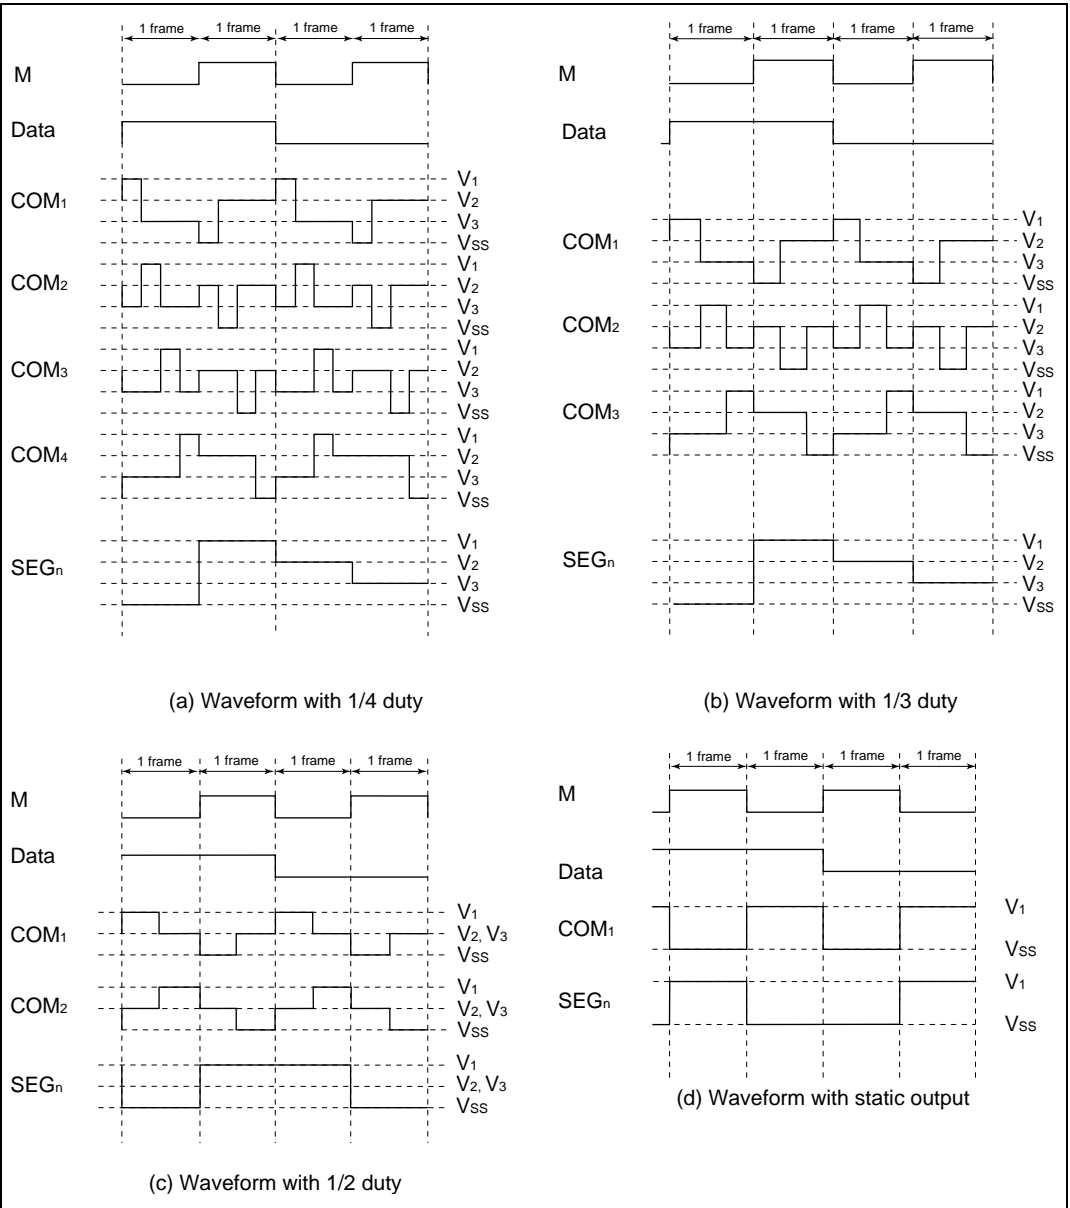 1 frame 1 frame 1 frame 1 frame
M
Data
COM1
V1
V2
V3
VSS
COM2
V1
V2
V3
VSS
COM3
V1
V2
V3
VSS
COM4
V1
V2
V3
VSS
SEGn
V1
V2
V3
VSS
(a) Waveform with 1/4 duty
1 frame 1 frame 1 frame 1 frame
M
Data
COM1
V1
V2
V3
VSS
COM2
V1
V2
V3
VSS
COM3
V1
V2
V3
VSS
SEGn
V1
V2
V3
VSS
(b) Waveform with 1/3 duty
1 frame 1 frame 1 frame 1 frame
M
Data
COM1
V1
V2, V3
VSS
COM2
V1
V2, V3
VSS
SEGn
V1
V2, V3
VSS
(c) Waveform with 1/2 duty
1 frame 1 frame 1 frame 1 frame
M
Data
COM1
V1
VSS
SEGn
V1
VSS
(d) Waveform with static output